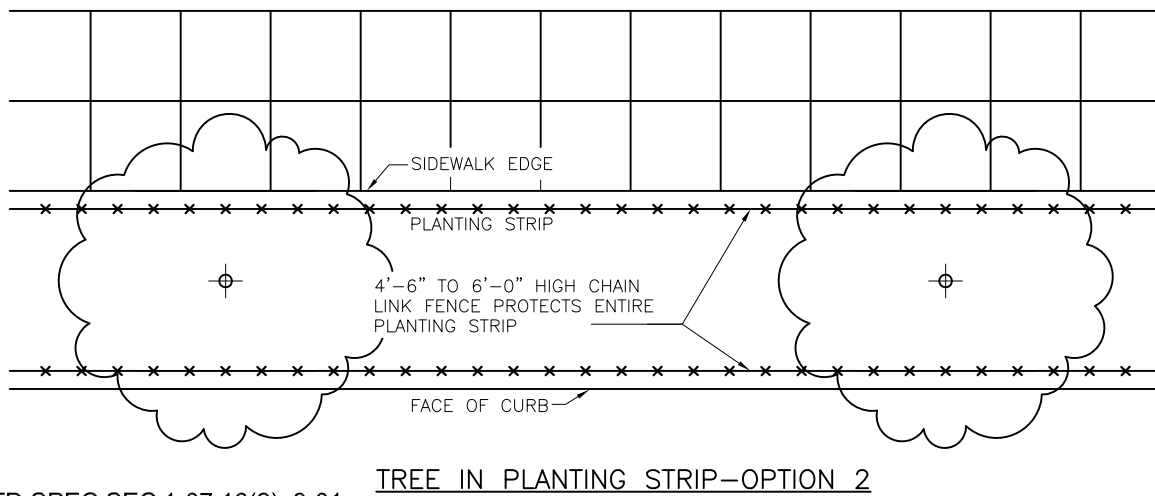 SIDEWALK EDGE
PLANTING STRIP
4'-6" TO 6'-0" HIGH CHAIN
LINK FENCE PROTECTS ENTIRE
PLANTING STRIP
FACE OF CURB
TREE IN PLANTING STRIP-OPTION 2